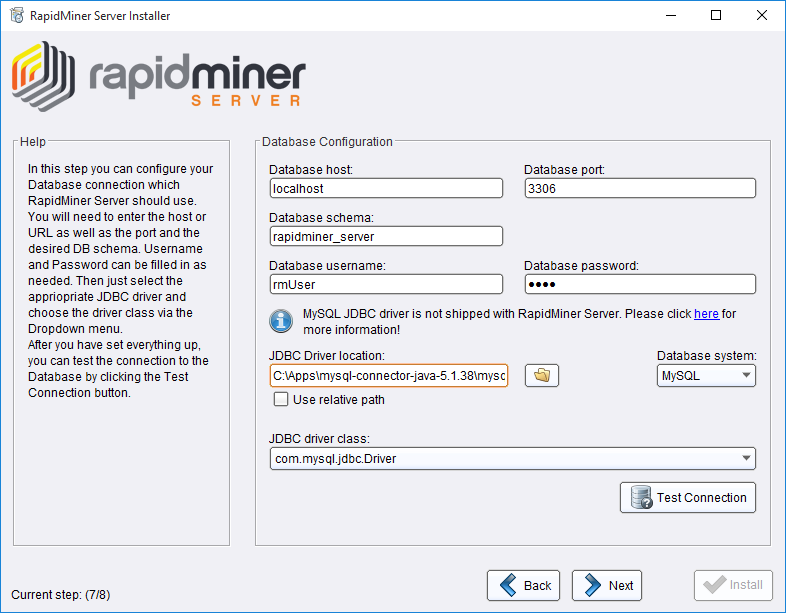 RapidMiner Server Installer
rapidminer
SERVER
Help
In this step you can configure your
Database connection which
RapidMiner Server should use.
You will need to enter the host or
URL as well as the port and the
desired DB schema. Username
and Password can be filled in as
needed. Then just select the
appriopriate JDBC driver and
choose the driver class via the
Dropdown menu.
After you have set everything up,
you can test the connection to the
Database by clicking the Test
Connection button.
Database Configuration
Database host: Database port:
localhost 3306
Database schema:
rapidminer_server
Database username: Database password:
rmUser ••••
MySQL JDBC driver is not shipped with RapidMiner Server. Please click here for
more information!
JDBC Driver location: Database system:
C:\Apps\mysql-connector-java-5.1.38\mysc MySQL
Use relative path
JDBC driver class:
com.mysql.jdbc.Driver
Test Connection
Current step: (7/8) Back Next Install